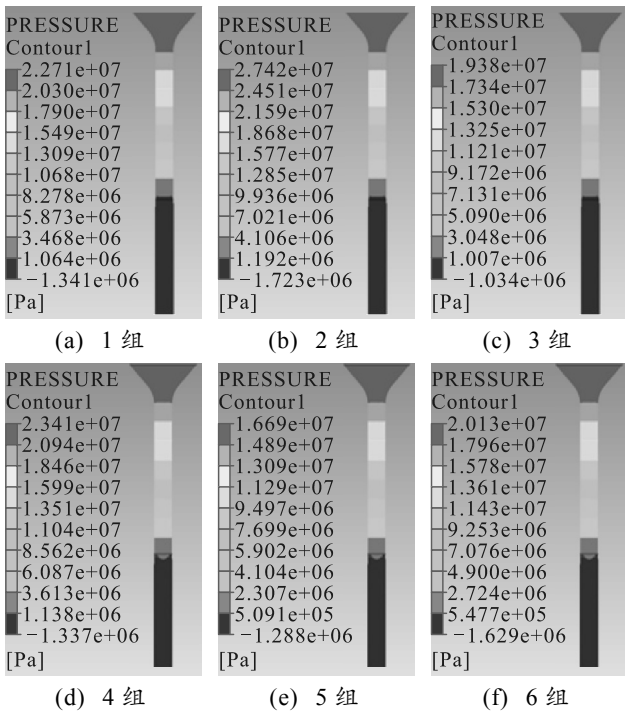 PRESSURE
Contour1
2.271e+07
2.030e+07
1.790e+07
1.549e+07
1.309e+07
1.068e+07
8.278e+06
5.873e+06
3.468e+06
1.064e+06
−1.341e+06
[Pa]
(a) 1 组
PRESSURE
Contour1
2.742e+07
2.451e+07
2.159e+07
1.868e+07
1.577e+07
1.285e+07
9.936e+06
7.021e+06
4.106e+06
1.192e+06
−1.723e+06
[Pa]
(b) 2 组
PRESSURE
Contour1
1.938e+07
1.734e+07
1.530e+07
1.325e+07
1.121e+07
9.172e+06
7.131e+06
5.090e+06
3.048e+06
1.007e+06
−1.034e+06
[Pa]
(c) 3 组
PRESSURE
Contour1
2.341e+07
2.094e+07
1.846e+07
1.599e+07
1.351e+07
1.104e+07
8.562e+06
6.087e+06
3.613e+06
1.138e+06
−1.337e+06
[Pa]
(d) 4 组
PRESSURE
Contour1
1.669e+07
1.489e+07
1.309e+07
1.129e+07
9.497e+06
7.699e+06
5.902e+06
4.104e+06
2.307e+06
5.091e+05
−1.288e+06
[Pa]
(e) 5 组
PRESSURE
Contour1
2.013e+07
1.796e+07
1.578e+07
1.361e+07
1.143e+07
9.253e+06
7.076e+06
4.900e+06
2.724e+06
5.477e+05
−1.629e+06
[Pa]
(f) 6 组